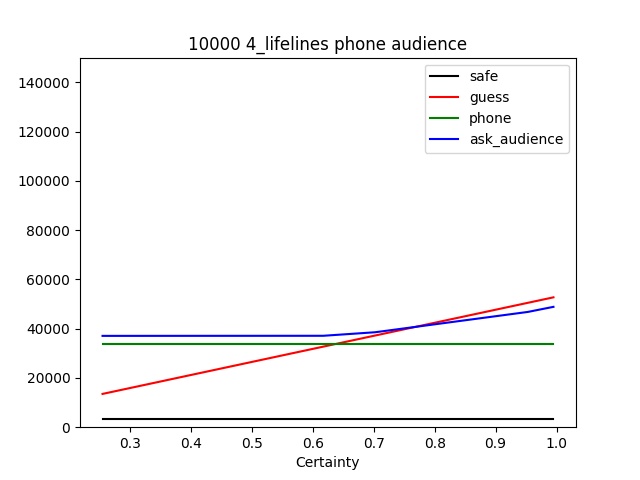 10000 4_lifelines phone audience
safe
guess
phone
ask_audience
140000
120000
100000
80000
60000
40000
20000
0
0.3 0.4 0.5 0.6 0.7 0.8 0.9 1.0
Certainty